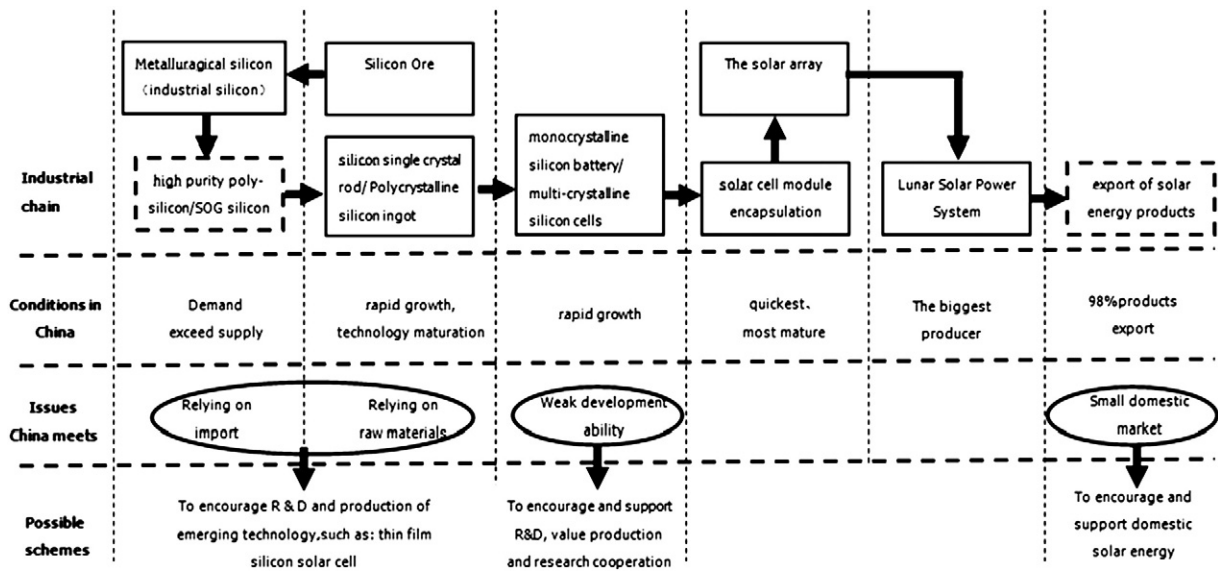 Metalluragical silicon
（industrial silicon）
Silicon Ore
The solar array
Industrial
chain
high purity poly-
silicon/SOG silicon
silicon single crystal
rod/ Polycrystalline
silicon ingot
monocrystalline
silicon battery/
multi-crystalline
silicon cells
solar cell module
encapsulation
Lunar Solar Power
System
export of solar
energy products
Conditions in
China
Demand
exceed supply
rapid growth,
technology maturation
rapid growth
quickest、
most mature
The biggest
producer
98%products
export
Issues
China meets
Relying on
import
Relying on
raw materials
Weak development
ability
Small domestic
market
Possible
schemes
To encourage R & D and production of
emerging technology,such as: thin film
silicon solar cell
To encourage and support
R&D, value production
and research cooperation
To encourage and
support domestic
solar energy